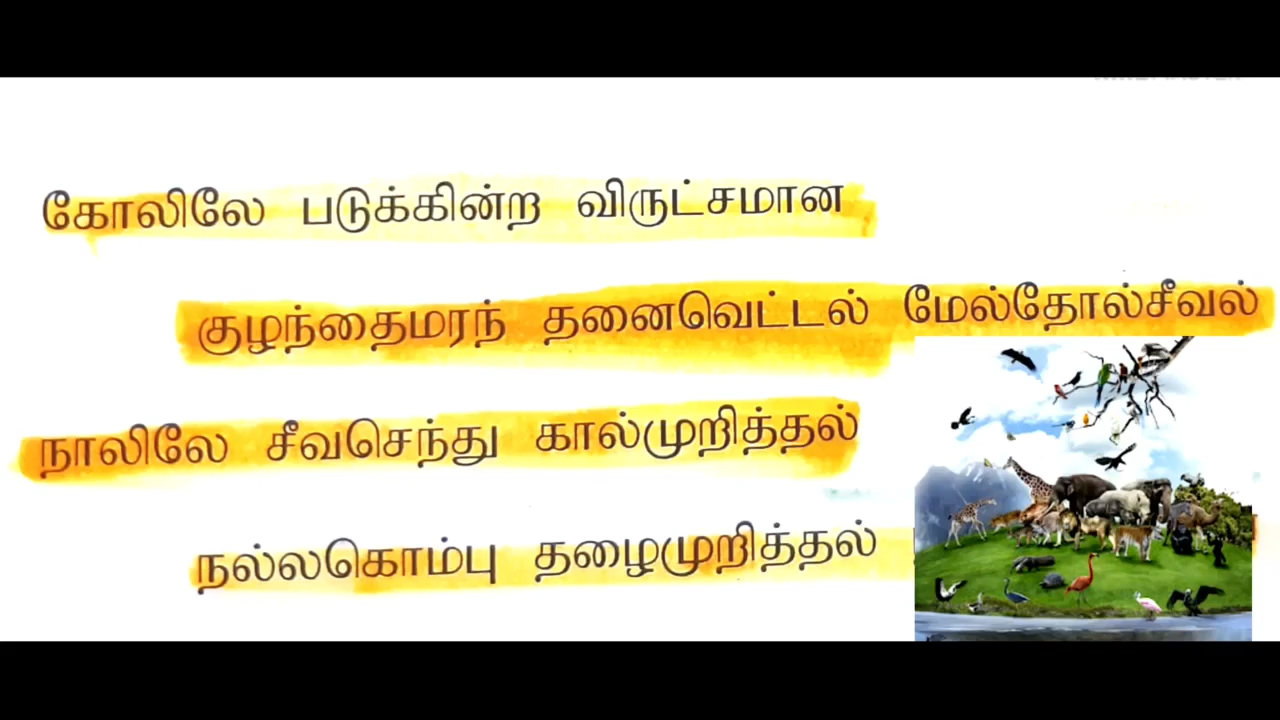 கோலிலே படுக்கின்ற விருட்சமான
குழந்தைமரந் தனைவெட்டல் மேல்தோல்சீவல்
நாலிலே சீவசெந்து கால்முறித்தல்
நல்லகொம்பு தழைமுறித்தல்